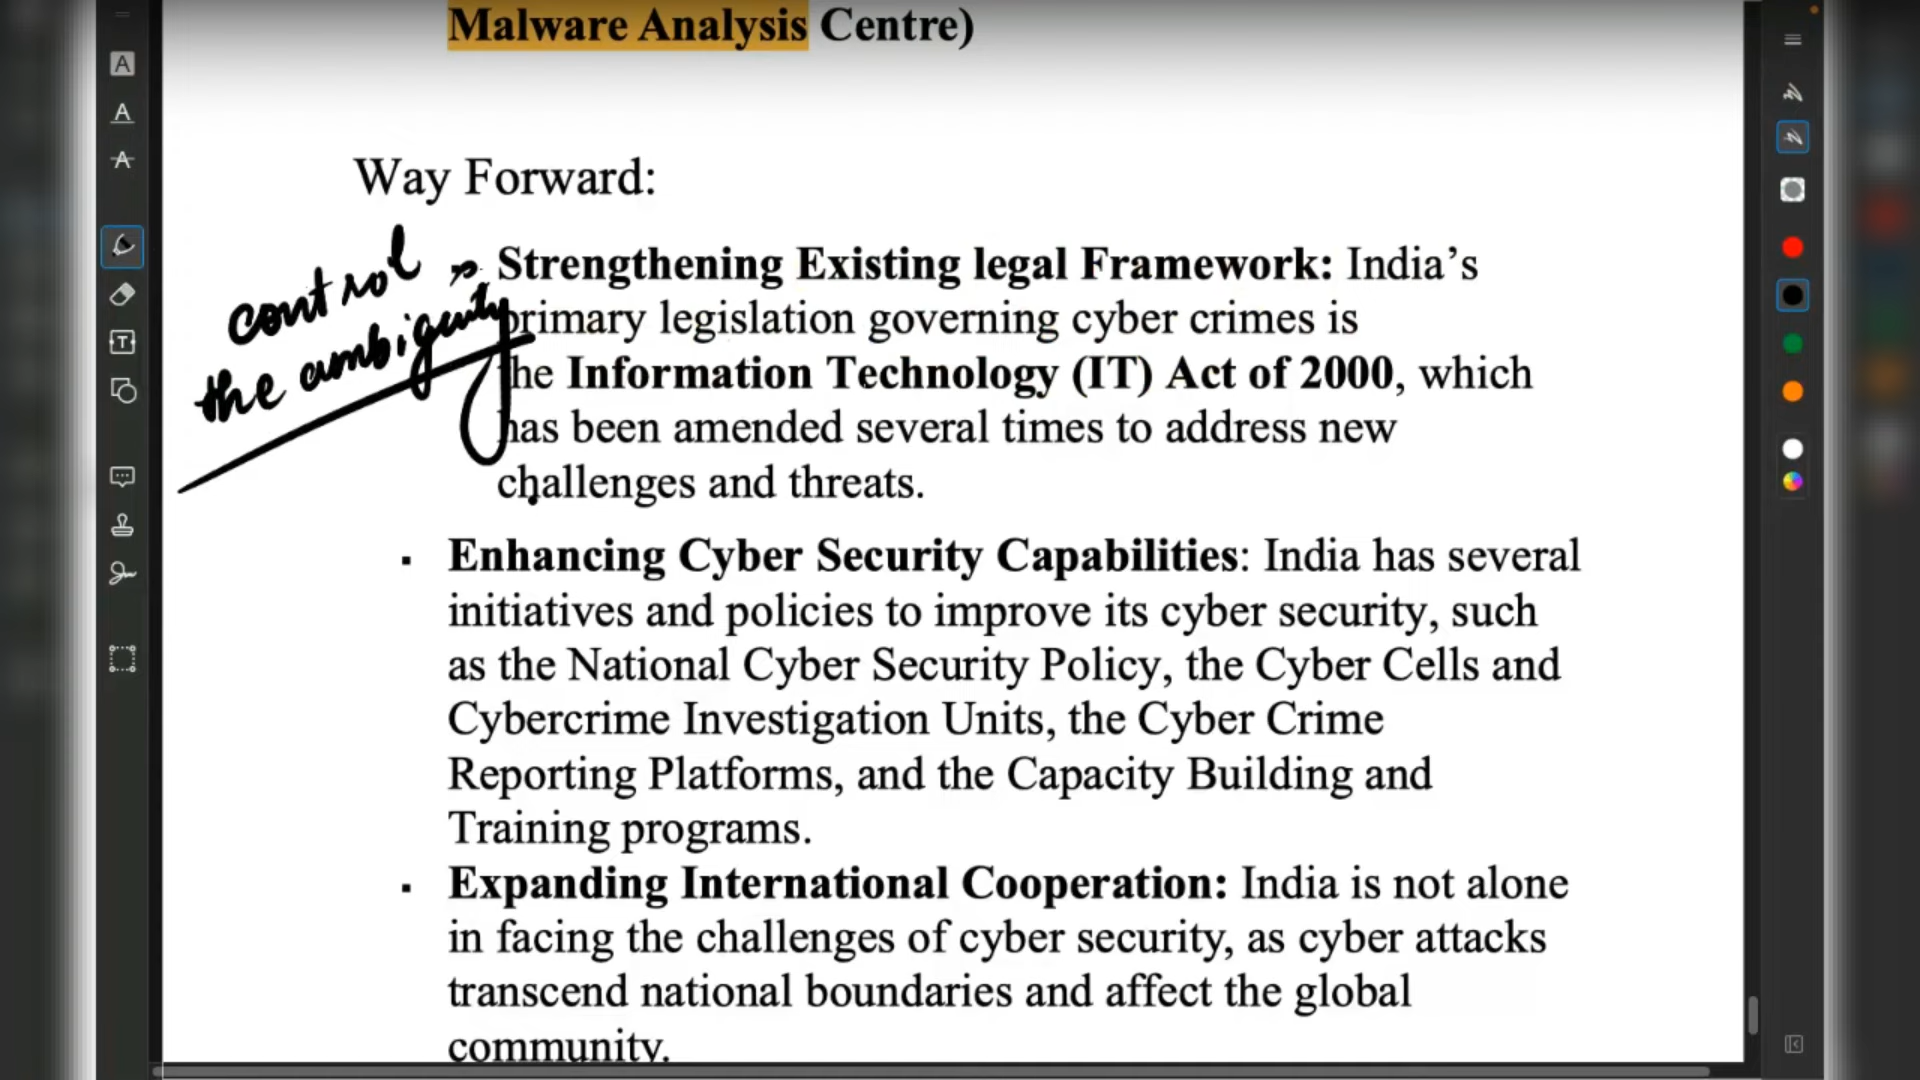 Malware Analysis Centre)
Way Forward:
control
the ambiguity
Strengthening Existing legal Framework: India’s
primary legislation governing cyber crimes is
the Information Technology (IT) Act of 2000, which
has been amended several times to address new
challenges and threats.
▪ Enhancing Cyber Security Capabilities: India has several
initiatives and policies to improve its cyber security, such
as the National Cyber Security Policy, the Cyber Cells and
Cybercrime Investigation Units, the Cyber Crime
Reporting Platforms, and the Capacity Building and
Training programs.
▪ Expanding International Cooperation: India is not alone
in facing the challenges of cyber security, as cyber attacks
transcend national boundaries and affect the global
community.